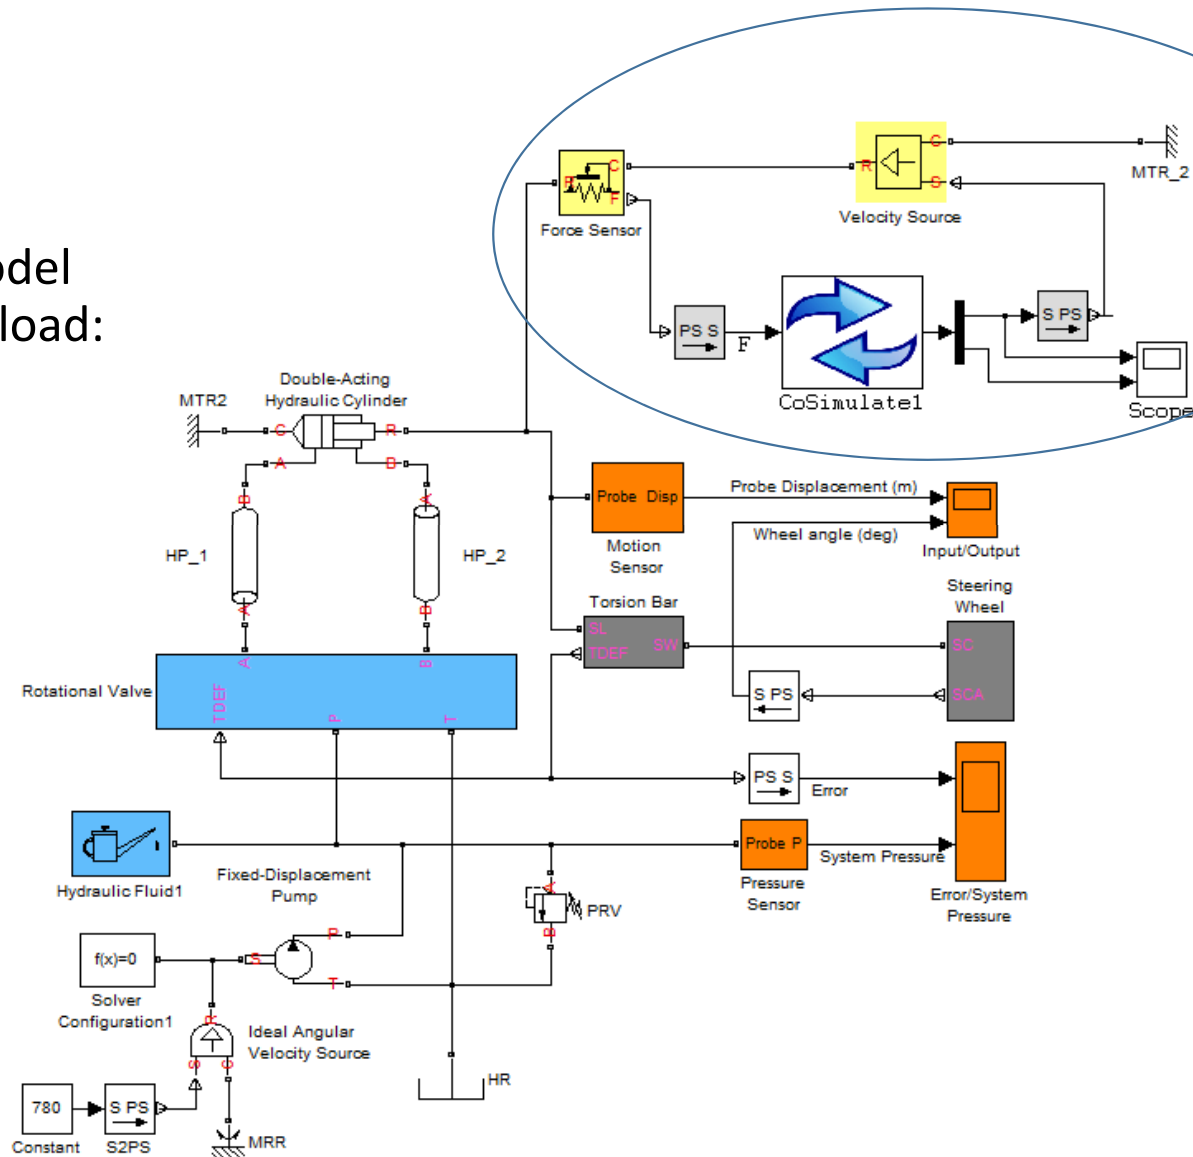 odel
load:
C
R
C
R
F
S
MTR_2
Force Sensor
Velocity Source
PS S
F
S PS
CoSimulate1
Scope
Double-Acting
Hydraulic Cylinder
MTR2
C
R
A
B
B
A
HP_1
HP_2
A
B
Probe Disp
Motion
Sensor
Probe Displacement (m)
Wheel angle (deg)
Input/Output
Torsion Bar
SL
TDEF
SW
Steering
Wheel
SC
SCA
S PS
Rotational Valve
A
B
TDEF
P
T
PS S
Error
Hydraulic Fluid1
Fixed-Displacement
Pump
Probe P
System Pressure
Pressure
Sensor
Error/System
Pressure
A
PRV
B
P
S
T
f(x)=0
Solver
Configuration1
R
S
C
Ideal Angular
Velocity Source
HR
780
S PS
Constant
S2PS
MRR